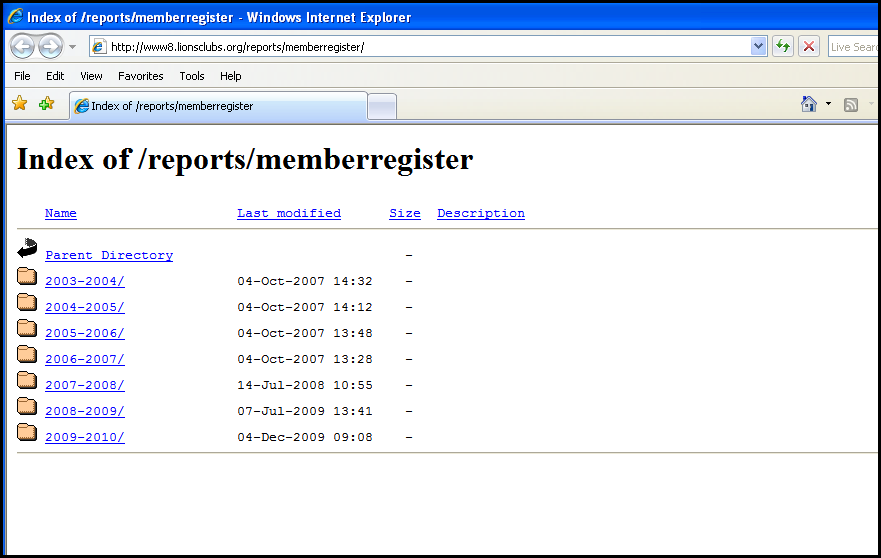 Index of /reports/memberregister - Windows Internet Explorer
http://www8.lionsclubs.org/reports/memberregister/
Live Searc
File Edit View Favorites Tools Help
Index of /reports/memberregister
Index of /reports/memberregister
Name Last modified Size Description
Parent Directory -
2003-2004/ 04-Oct-2007 14:32 -
2004-2005/ 04-Oct-2007 14:12 -
2005-2006/ 04-Oct-2007 13:48 -
2006-2007/ 04-Oct-2007 13:28 -
2007-2008/ 14-Jul-2008 10:55 -
2008-2009/ 07-Jul-2009 13:41 -
2009-2010/ 04-Dec-2009 09:08 -